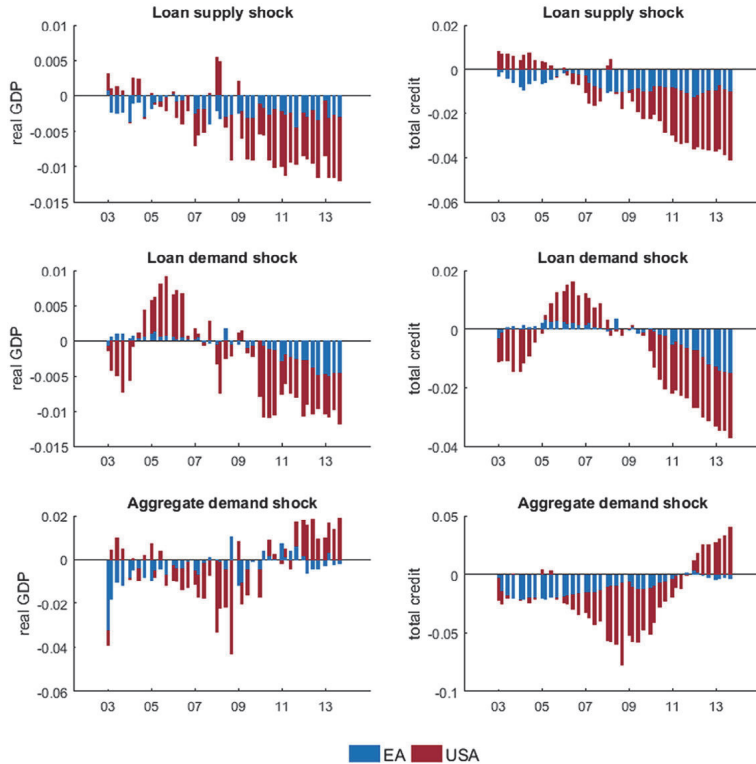 Loan supply shock
real GDP
0.01
0.005
0
-0.005
-0.01
-0.015
03 05 07 09 11 13
Loan supply shock
total credit
0.02
0
-0.02
-0.04
-0.06
03 05 07 09 11 13
Loan demand shock
real GDP
0.01
0.005
0
-0.005
-0.01
-0.015
03 05 07 09 11 13
Loan demand shock
total credit
0.02
0
-0.02
-0.04
03 05 07 09 11 13
Aggregate demand shock
real GDP
0.02
0
-0.02
-0.04
-0.06
03 05 07 09 11 13
Aggregate demand shock
total credit
0.05
0
-0.05
-0.1
03 05 07 09 11 13
EA USA